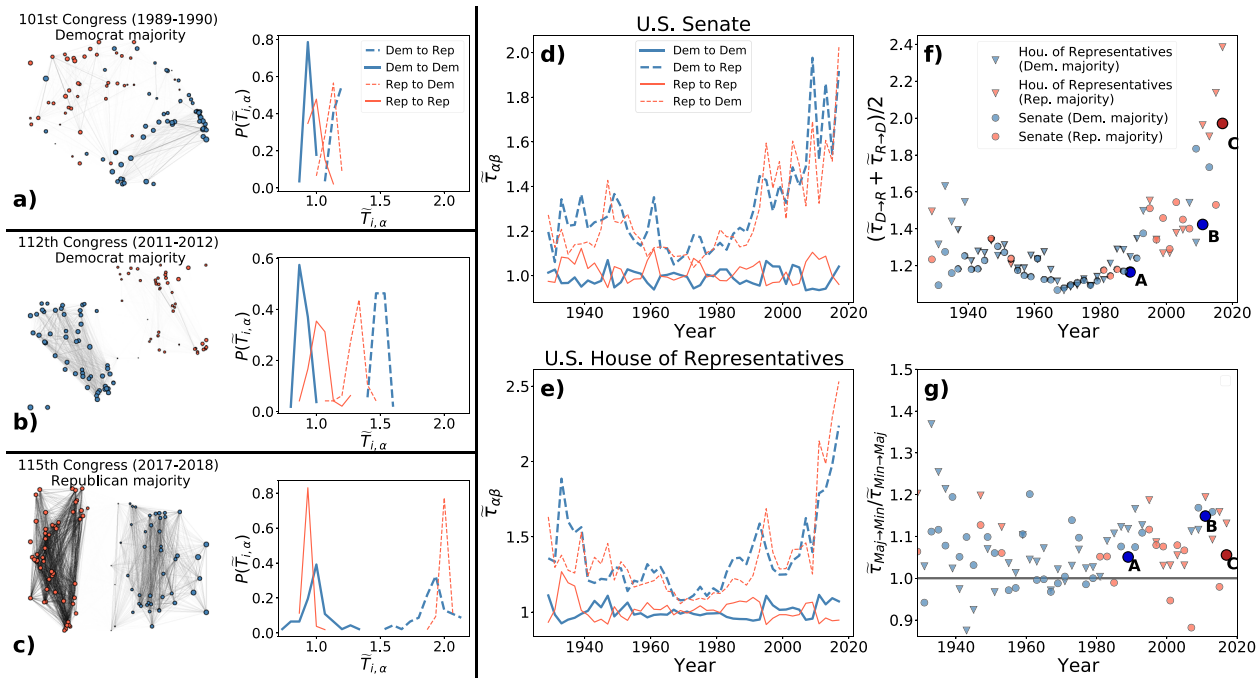 101st Congress (1989-1990)
Democrat majority
a)
0.8
0.6
0.4
0.2
0.0
P(T̃i,α)
Dem to Rep
Dem to Dem
Rep to Dem
Rep to Rep
1.0
1.5
2.0
T̃i,α
112th Congress (2011-2012)
Democrat majority
b)
0.6
0.4
0.2
0.0
P(T̃i,α)
1.0
1.5
2.0
T̃i,α
115th Congress (2017-2018)
Republican majority
c)
0.8
0.6
0.4
0.2
0.0
P(T̃i,α)
1.0
1.5
2.0
T̃i,α
U.S. Senate
d)
Dem to Dem
Dem to Rep
Rep to Rep
Rep to Dem
2.0
1.8
1.6
1.4
1.2
1.0
τ̃αβ
1940
1960
1980
2000
2020
Year
U.S. House of Representatives
e)
2.5
2
1.5
1
τ̃αβ
1940
1960
1980
2000
2020
Year
f)
Hou. of Representatives
(Dem. majority)
Hou. of Representatives
(Rep. majority)
Senate (Dem. majority)
Senate (Rep. majority)
2.4
2.2
2.0
1.8
1.6
1.4
1.2
(τ̃D→R + τ̃R→D)/2
A
B
C
1940
1960
1980
2000
2020
Year
g)
1.5
1.4
1.3
1.2
1.1
1.0
0.9
τ̃Maj→Min/τ̃Min→Maj
A
B
C
1940
1960
1980
2000
2020
Year